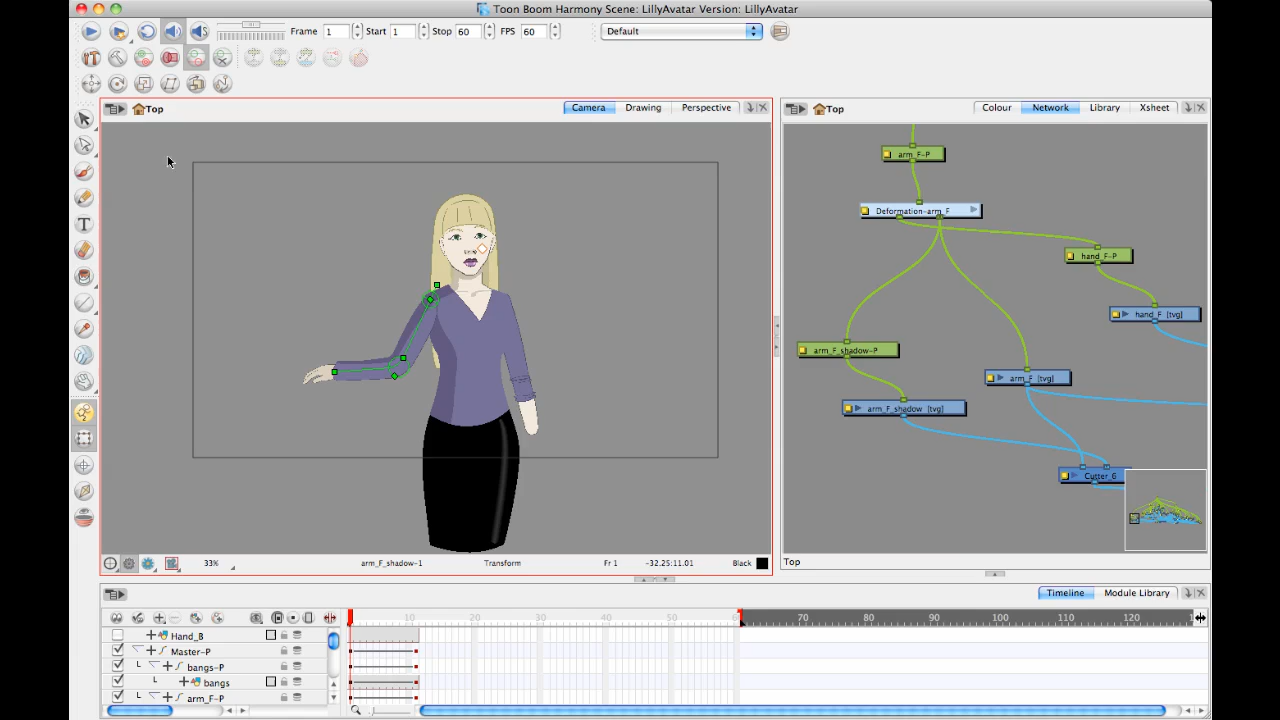 Toon Boom Harmony Scene: LillyAvatar Version: LillyAvatar
Frame 1 Start 1 Stop 60 FPS 60 Default
Top Camera Drawing Perspective
Top Colour Network Library Xsheet
arm_F-P
Deformation-arm_F
hand_F-P
hand_F [tvg]
arm_F_shadow-P
arm_F [tvg]
arm_F_shadow [tvg]
Cutter_6
33% arm_F_shadow-1 Transform Fr 1 -32.25:11.01 Black
Top
Timeline Module Library
10 20 30 40 50 60 70 80 90 100 110 120
Hand_B
Master-P
bangs-P
bangs
arm_F-P